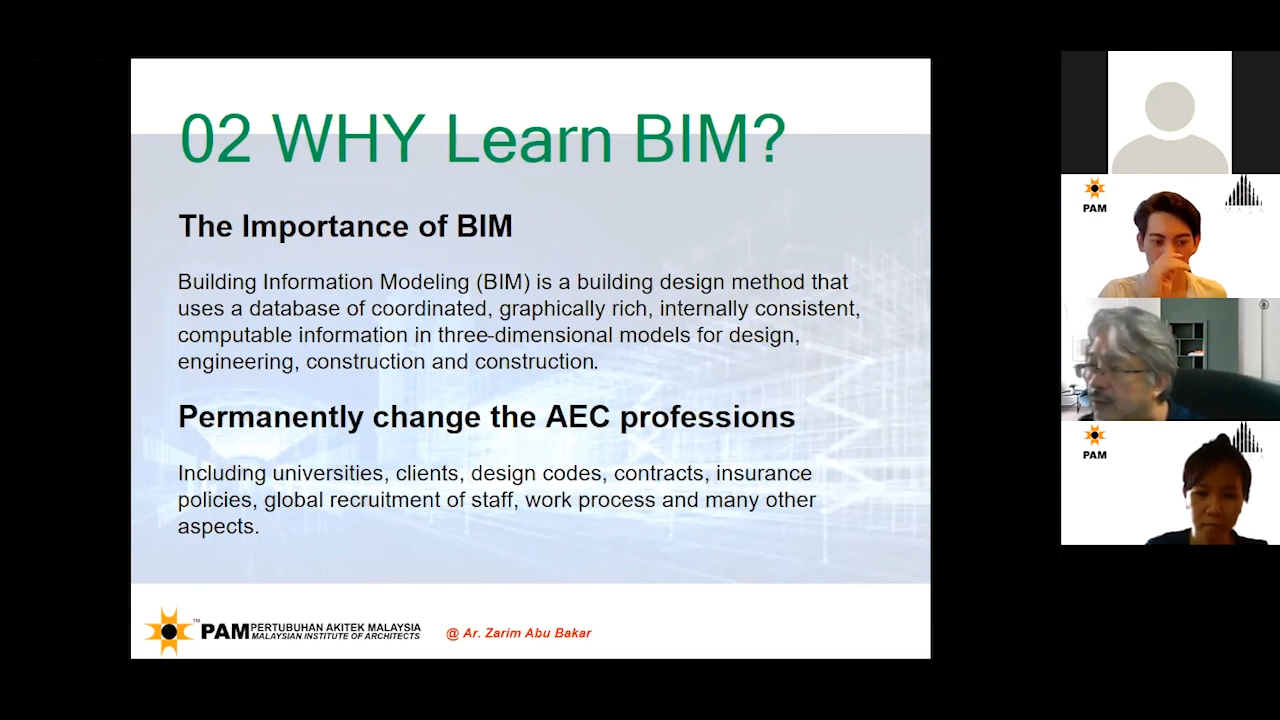 02 WHY Learn BIM?
The Importance of BIM
Building Information Modeling (BIM) is a building design method that
uses a database of coordinated, graphically rich, internally consistent,
computable information in three-dimensional models for design,
engineering, construction and construction.
Permanently change the AEC professions
Including universities, clients, design codes, contracts, insurance
policies, global recruitment of staff, work process and many other
aspects.
PAM
TM
PERTUBUHAN AKITEK MALAYSIA
MALAYSIAN INSTITUTE OF ARCHITECTS
@ Ar. Zarim Abu Bakar
PAM
MASA
PAM